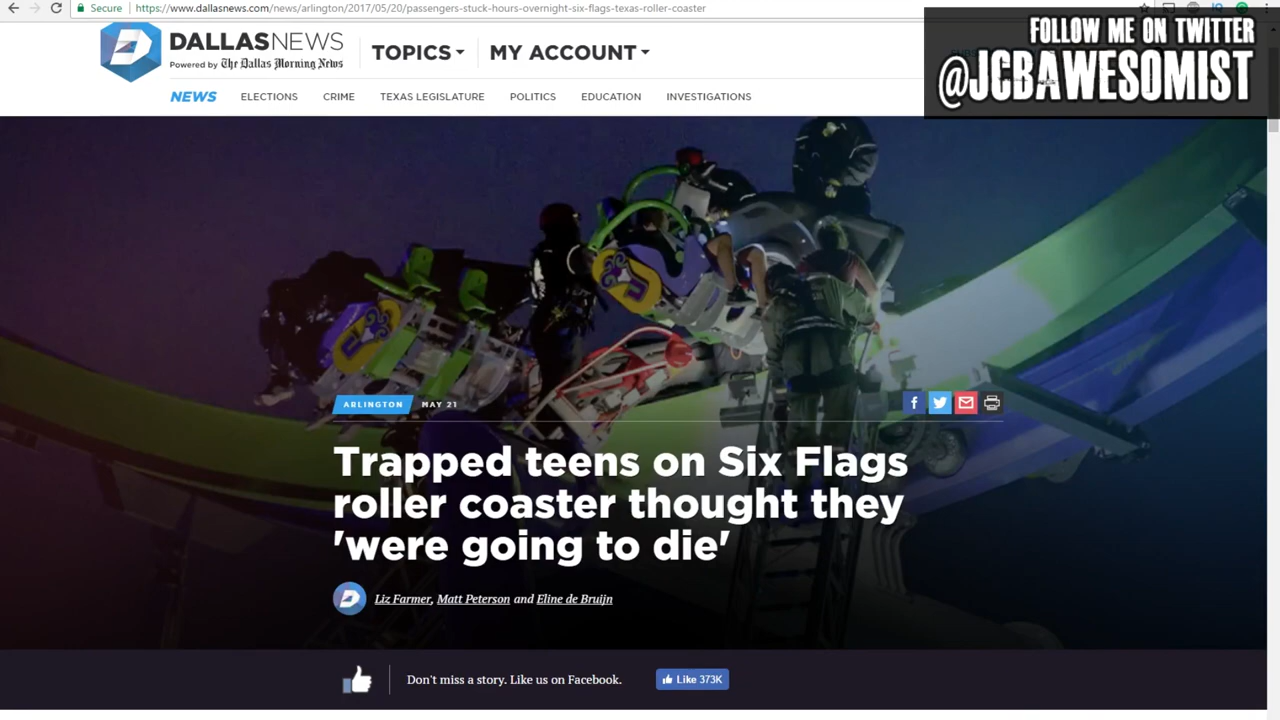 Secure
https://www.dallasnews.com/news/arlington/2017/05/20/passengers-stuck-hours-overnight-six-flags-texas-roller-coaster
FOLLOW ME ON TWITTER
@JCBAWESOMIST
DALLASNEWS
Powered by The Dallas Morning News
TOPICS
MY ACCOUNT
NEWS ELECTIONS CRIME TEXAS LEGISLATURE POLITICS EDUCATION INVESTIGATIONS
ARLINGTON MAY 21
Trapped teens on Six Flags
roller coaster thought they
'were going to die'
Liz Farmer, Matt Peterson and Eline de Bruijn
Don't miss a story. Like us on Facebook.
Like 373K